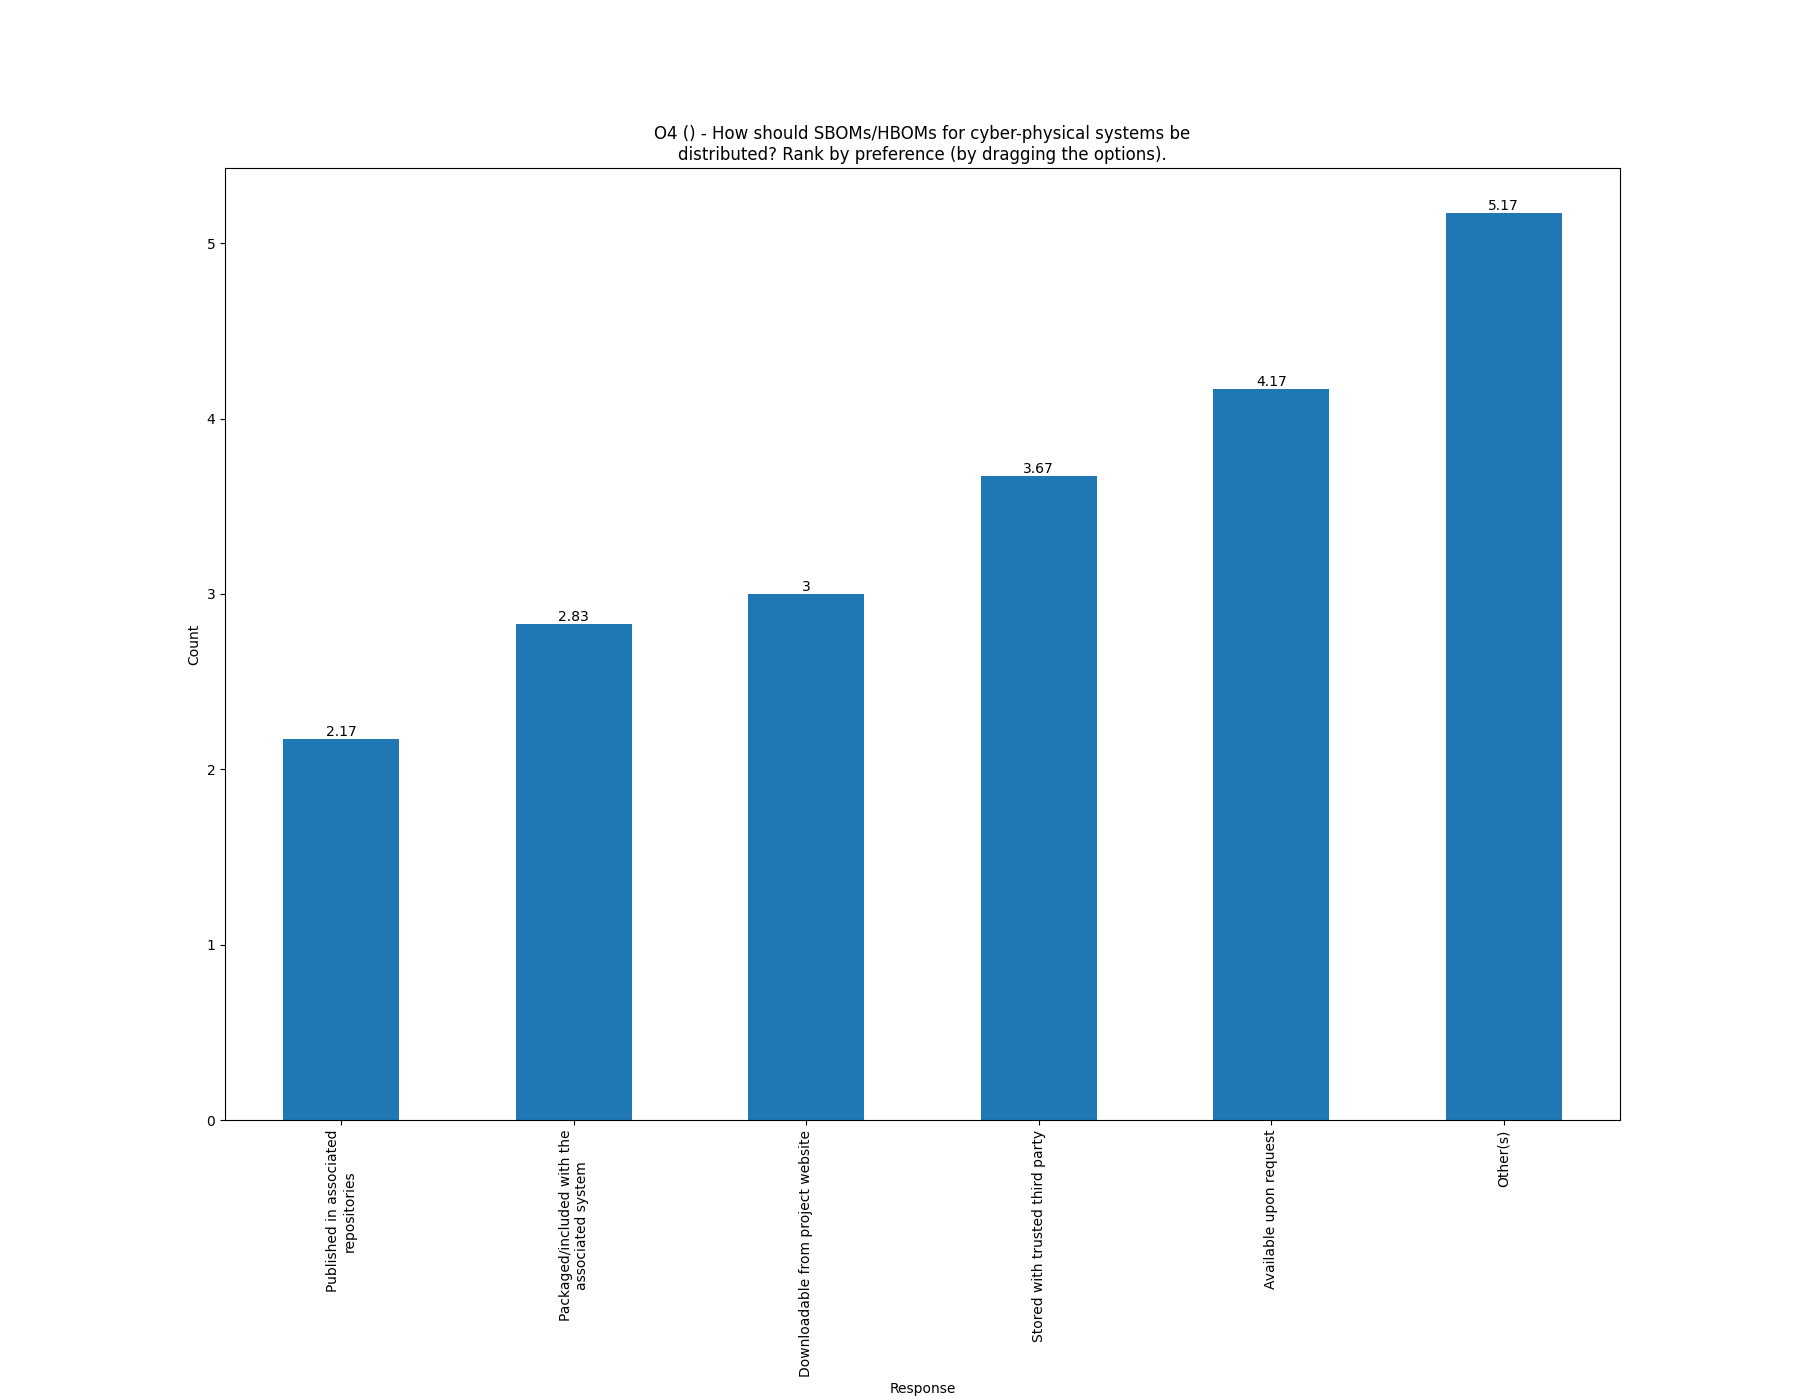 O4 () - How should SBOMs/HBOMs for cyber-physical systems be
distributed? Rank by preference (by dragging the options).
5.17
5
4.17
4
3.67
3
3
2.83
Count
2.17
2
1
0
Published in associated
repositories
Packaged/included with the
associated system
Downloadable from project website
Stored with trusted third party
Available upon request
Other(s)
Response